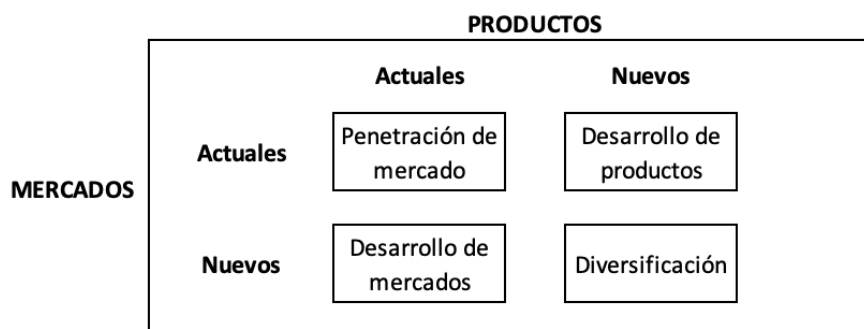 PRODUCTOS
Actuales Nuevos
Actuales
Penetración de
mercado
Desarrollo de
productos
MERCADOS
Nuevos
Desarrollo de
mercados
Diversificación